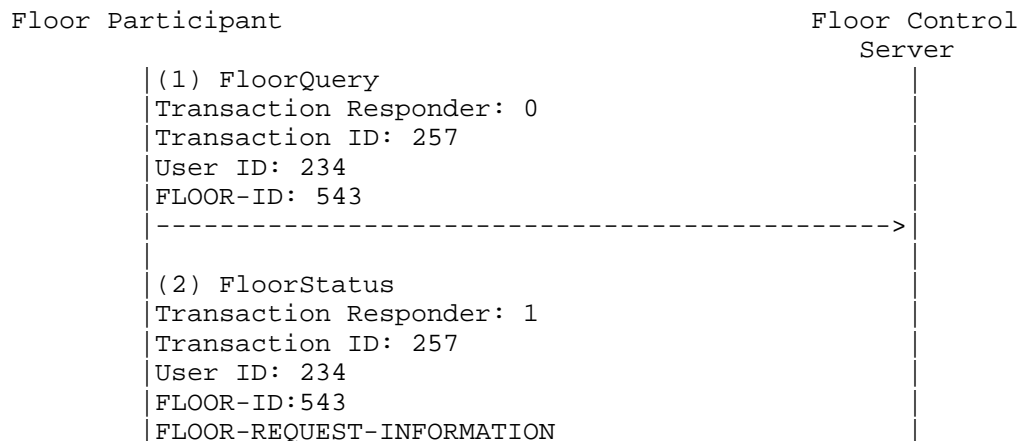 Floor Participant                                 Floor Control
                                                     Server
        |(1) FloorQuery                                 |
        |Transaction Responder: 0                       |
        |Transaction ID: 257                            |
        |User ID: 234                                   |
        |FLOOR-ID: 543                                  |
        |---------------------------------------------->|
        |                                               |
        |(2) FloorStatus                                |
        |Transaction Responder: 1                       |
        |Transaction ID: 257                            |
        |User ID: 234                                   |
        |FLOOR-ID:543                                   |
        |FLOOR-REQUEST-INFORMATION                      |